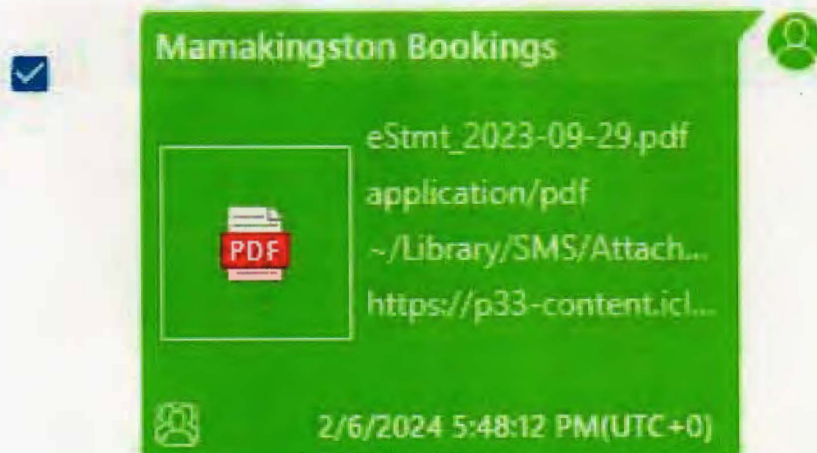 Mamakingston Bookings
eStmt_2023-09-29.pdf
application/pdf
~/Library/SMS/Attach...
https://p33-content.icl...
PDF
2/6/2024 5:48:12 PM(UTC+0)